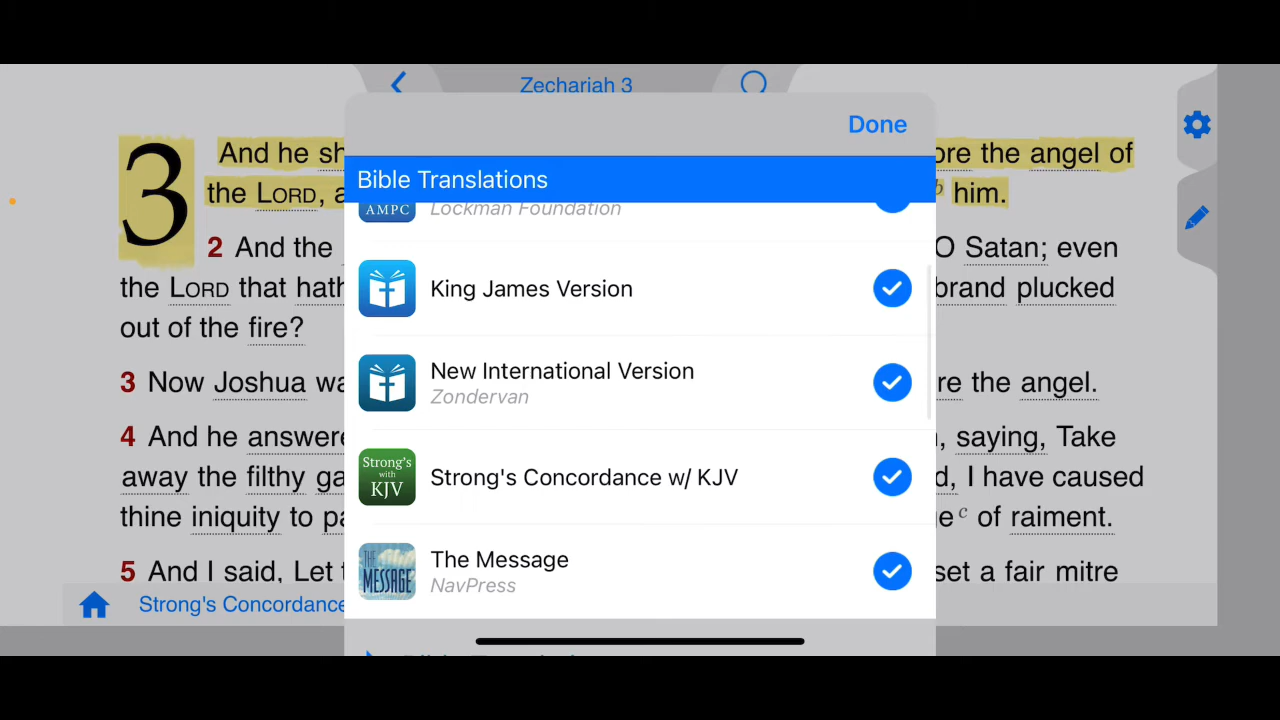 Zechariah 3
Done
Bible Translations
AMPC
Lockman Foundation
King James Version
New International Version
Zondervan
Strong's with KJV
Strong's Concordance w/ KJV
THE MESSAGE
The Message
NavPress
3 And he sh
ore the angel of
the LORD, a
b him.
2 And the
O Satan; even
the LORD that hath
brand plucked
out of the fire?
3 Now Joshua wa
re the angel.
4 And he answere
, saying, Take
away the filthy ga
d, I have caused
thine iniquity to pa
ge c of raiment.
5 And I said, Let t
set a fair mitre
Strong's Concordance